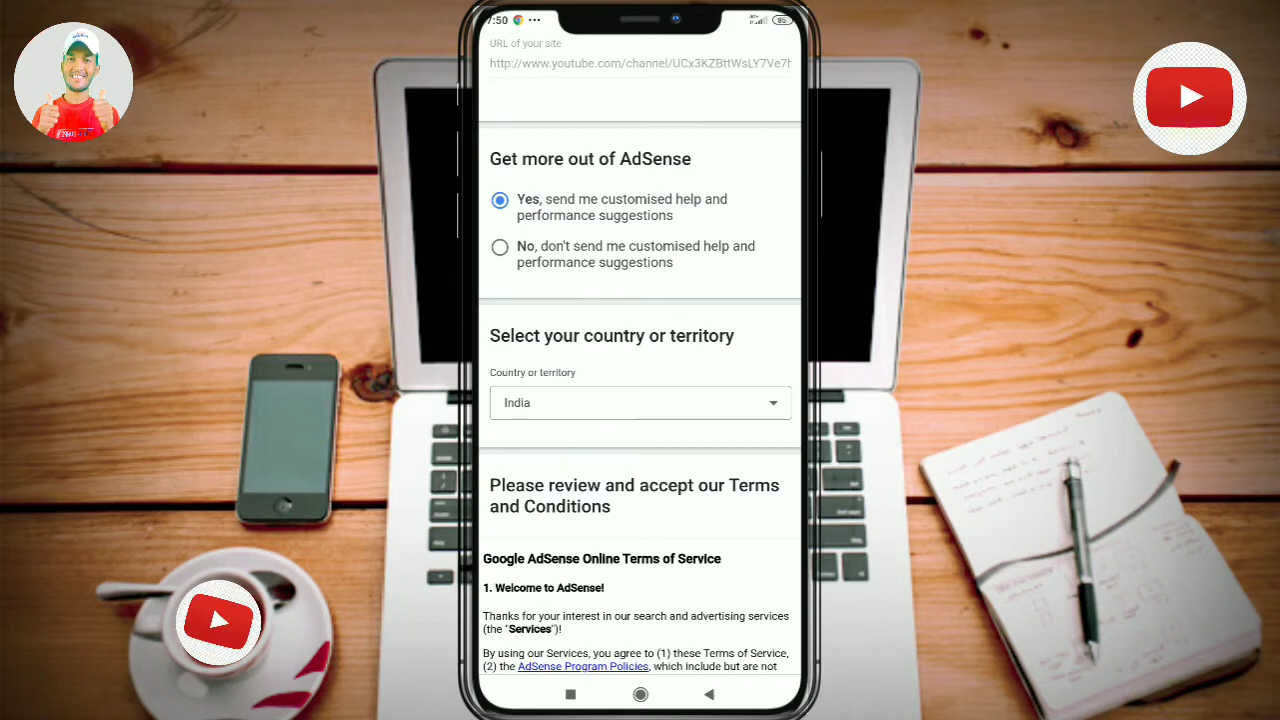 7:50
85
URL of your site
http://www.youtube.com/channel/UCx3KZBttWsLY7Ve7h
Get more out of AdSense
Yes, send me customised help and
performance suggestions
No, don't send me customised help and
performance suggestions
Select your country or territory
Country or territory
India
Please review and accept our Terms
and Conditions
Google AdSense Online Terms of Service
1. Welcome to AdSense!
Thanks for your interest in our search and advertising services
(the "Services")!
By using our Services, you agree to (1) these Terms of Service,
(2) the AdSense Program Policies, which include but are not